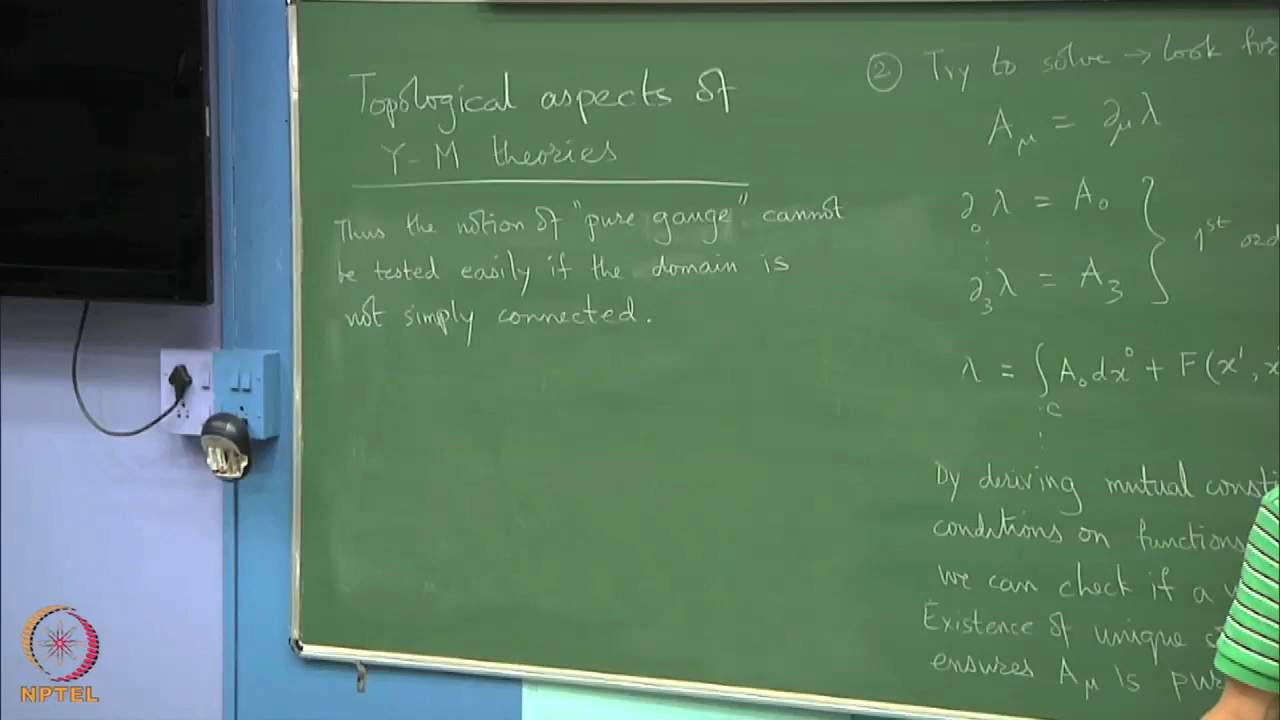 Topological aspects of
Y-M theories
Thus the notion of "pure gauge" cannot
be tested easily if the domain is
not simply connected.
② Try to solve → look for
A_μ = ∂_μ λ
∂_0 λ = A_0
∂_3 λ = A_3
1st
λ = ∫_C A_0 dx^0 + F(x^1,
By deriving mutual
conditions on functions
we can check if a
Existence of unique
ensures A_μ is
NPTEL